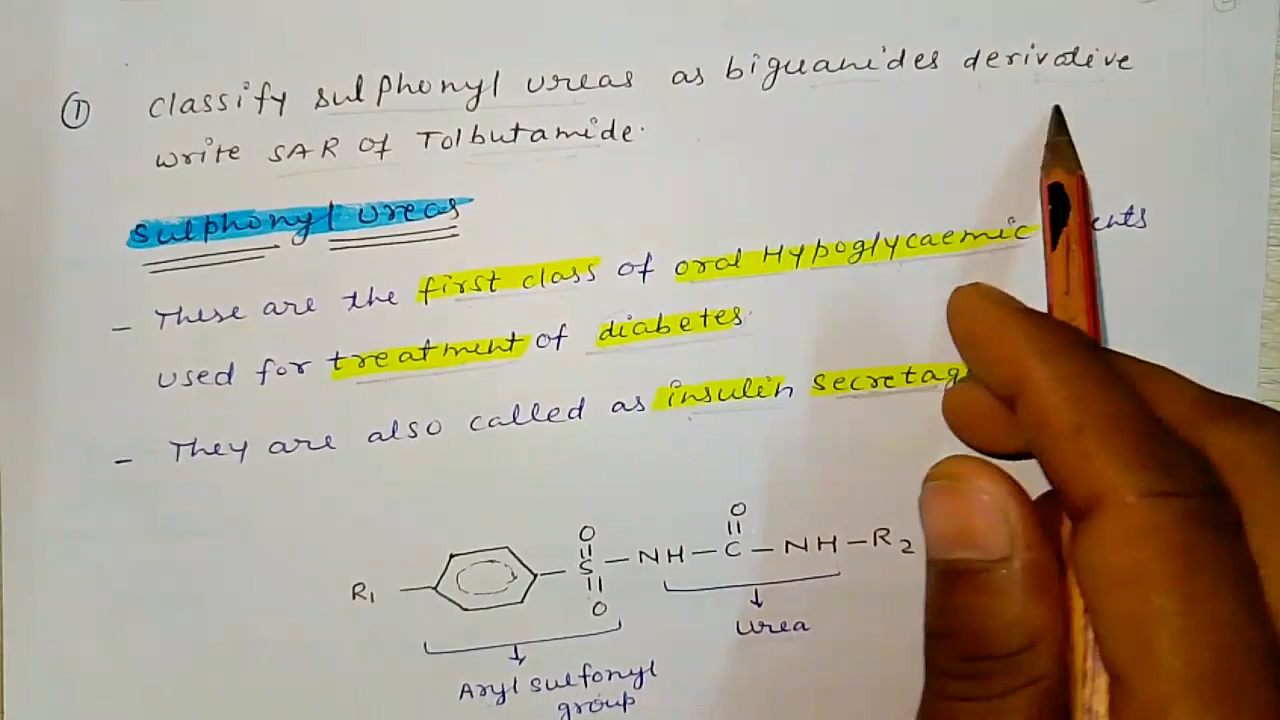 ① classify sulphonyl ureas as biguanides derivative
write SAR of Tolbutamide.
Sulphonyl ureas
- These are the first class of oral Hypoglycaemic
used for treatment of diabetes.
- They are also called as insulin
R₁ - S - NH - C - NH - R₂
O
O
O
Urea
Aryl sulfonyl
group